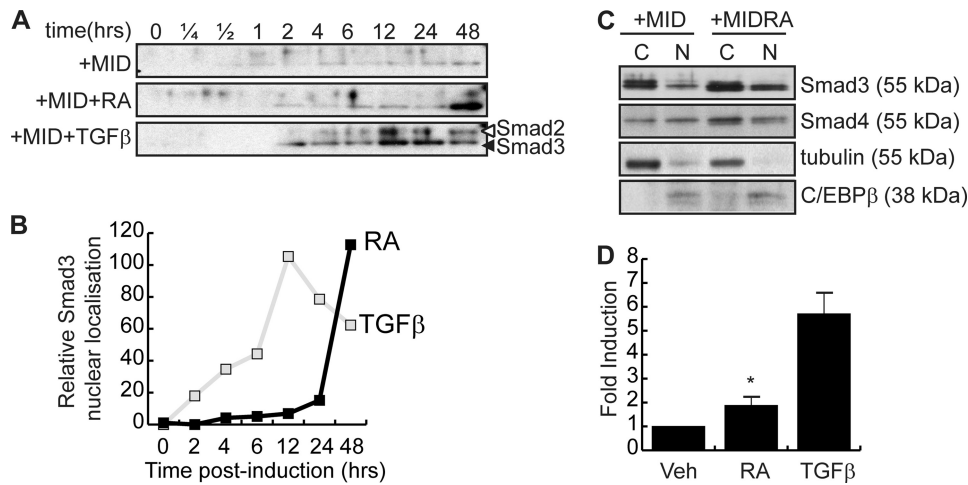 A
time(hrs) 0 ¼ ½ 1 2 4 6 12 24 48
+MID
+MID+RA
+MID+TGFβ
Smad2
Smad3
B
Relative Smad3
nuclear localisation
120
100
80
60
40
20
0
RA
TGFβ
0 2 4 6 12 24 48
Time post-induction (hrs)
C
+MID +MIDRA
C N C N
Smad3 (55 kDa)
Smad4 (55 kDa)
tubulin (55 kDa)
C/EBPβ (38 kDa)
D
Fold Induction
8
7
6
5
4
3
2
1
0
*
Veh RA TGFβ